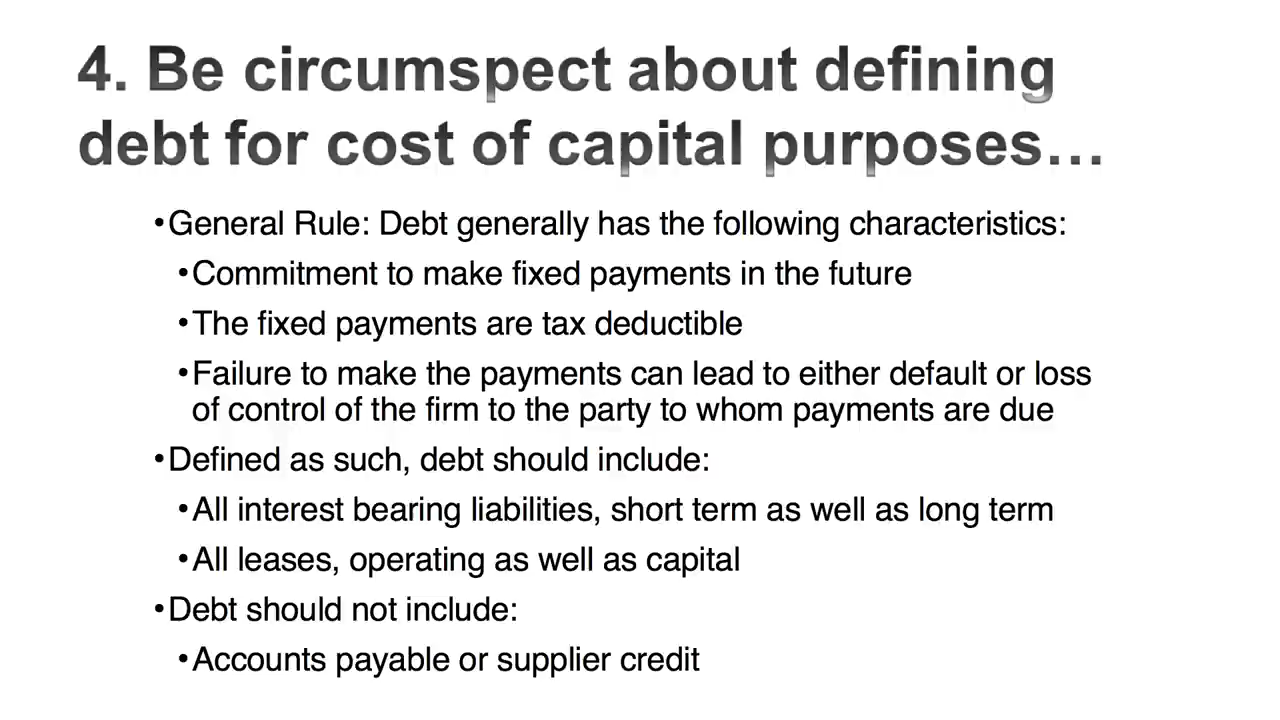 4. Be circumspect about defining
debt for cost of capital purposes…
•General Rule: Debt generally has the following characteristics:
•Commitment to make fixed payments in the future
•The fixed payments are tax deductible
•Failure to make the payments can lead to either default or loss
of control of the firm to the party to whom payments are due
•Defined as such, debt should include:
•All interest bearing liabilities, short term as well as long term
•All leases, operating as well as capital
•Debt should not include:
•Accounts payable or supplier credit